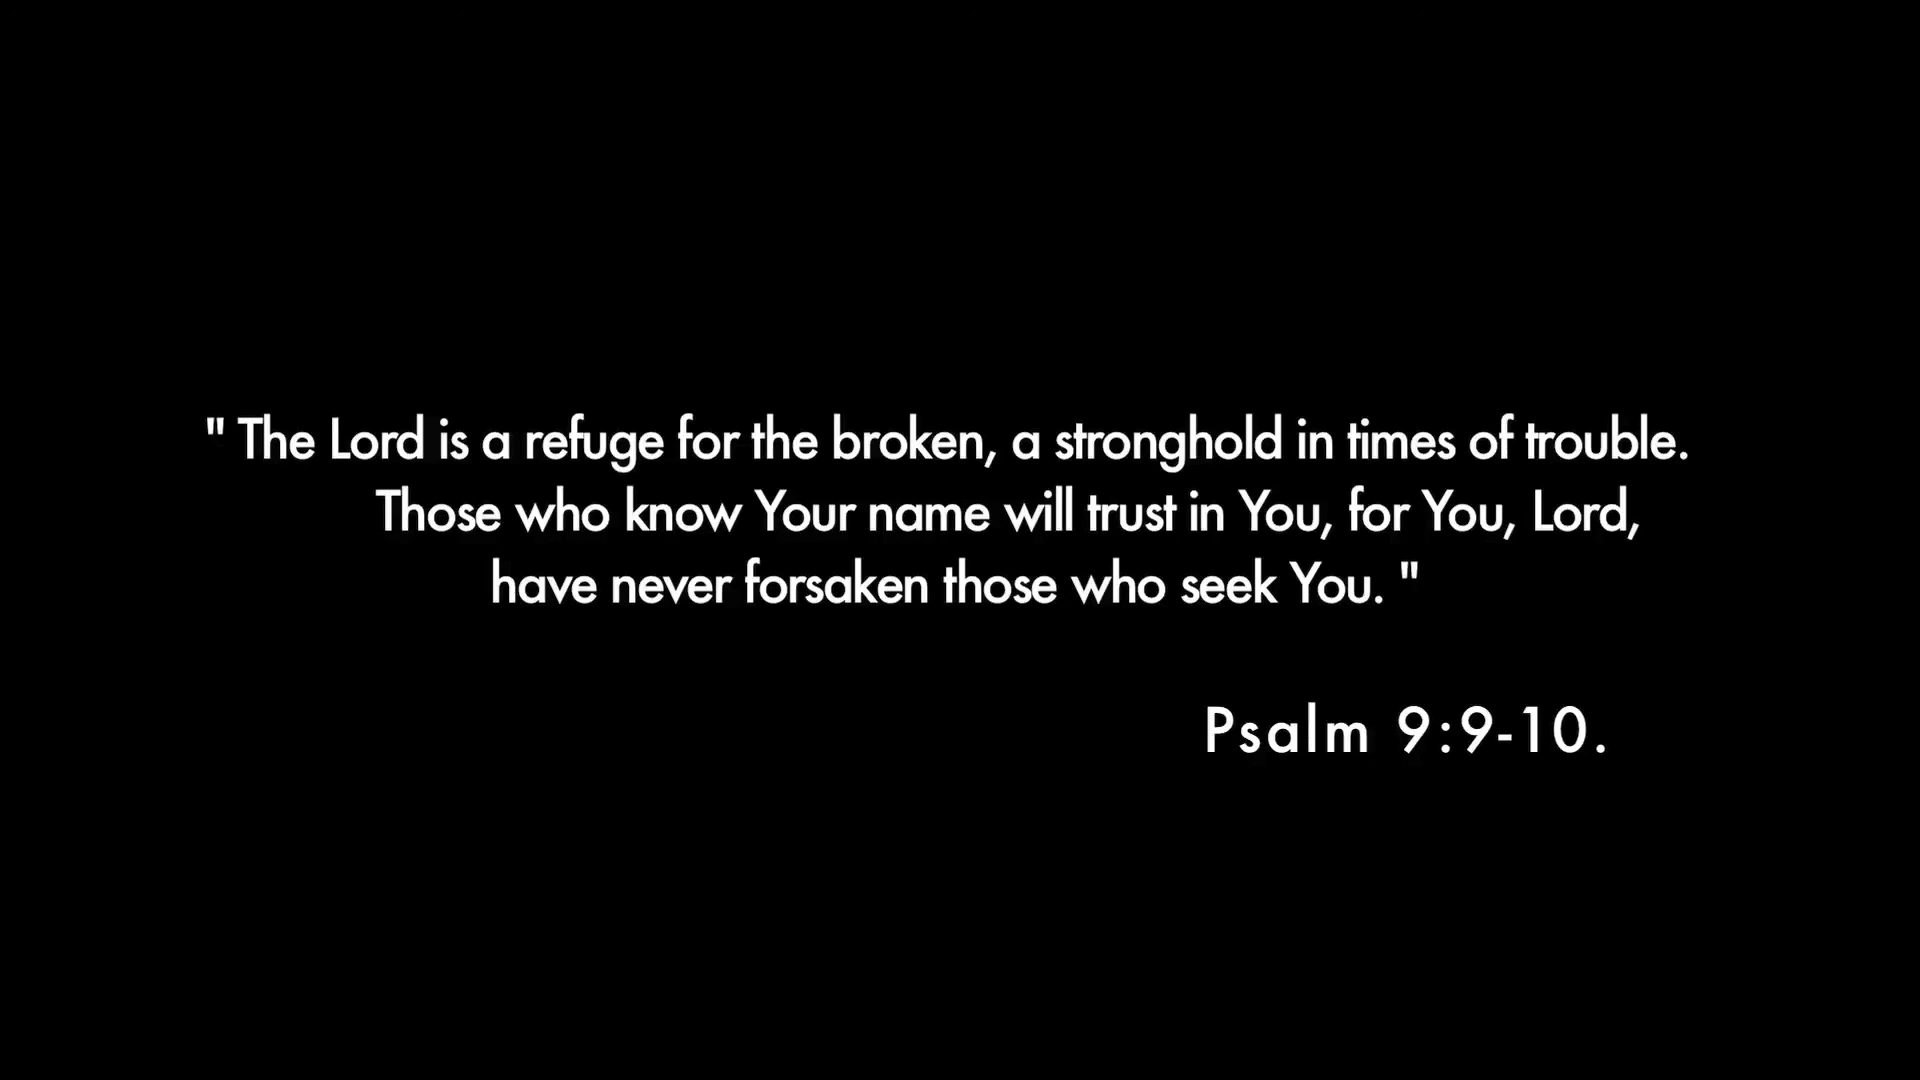 " The Lord is a refuge for the broken, a stronghold in times of trouble.
Those who know Your name will trust in You, for You, Lord,
have never forsaken those who seek You. "
Psalm 9:9-10.